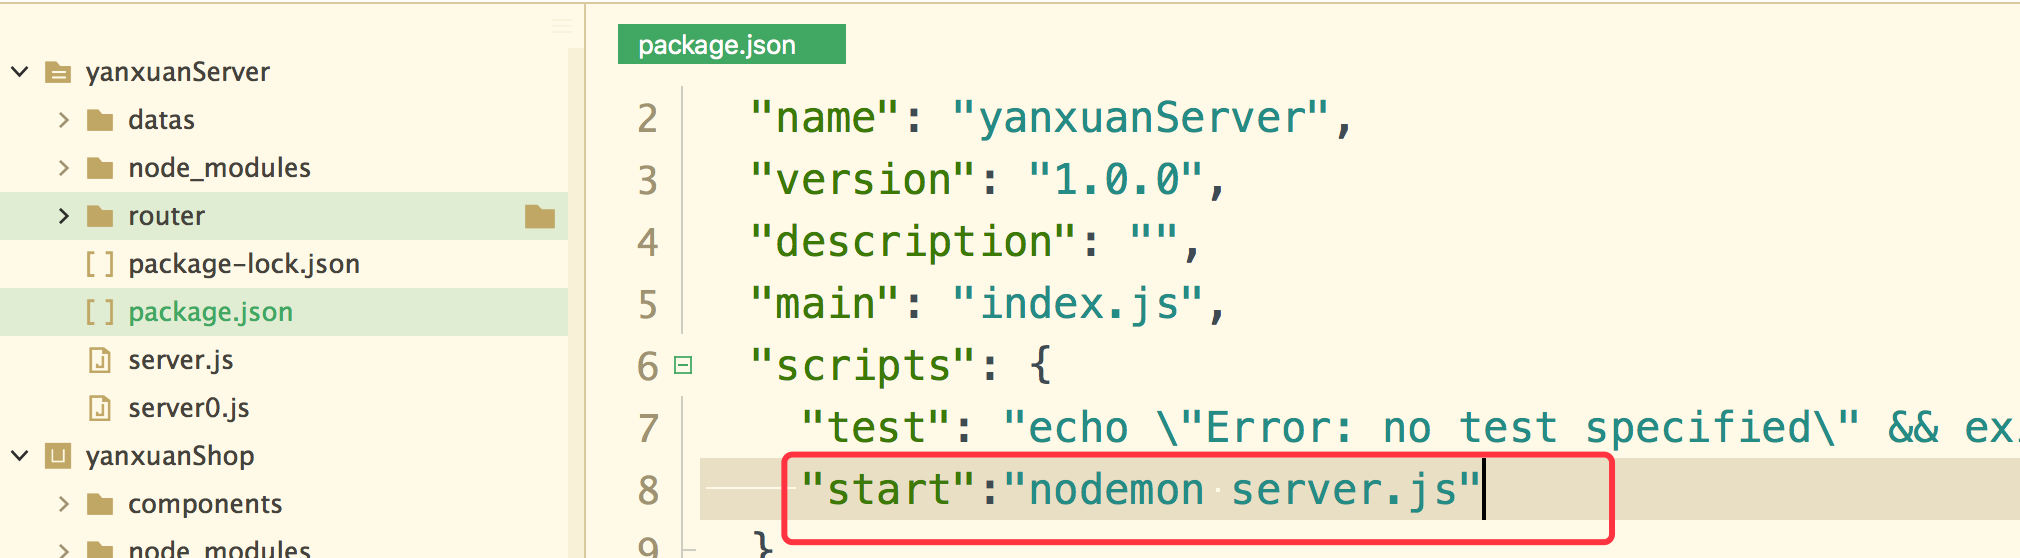 yanxuanServer
datas
node_modules
router
package-lock.json
package.json
server.js
server0.js
yanxuanShop
components
node_modules
package.json
2 "name": "yanxuanServer",
3 "version": "1.0.0",
4 "description": "",
5 "main": "index.js",
6 "scripts": {
7 "test": "echo \"Error: no test specified\" && ex
8 "start":"nodemon server.js"
9 }